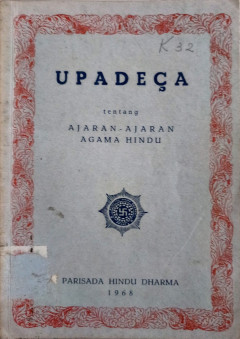 K 32
UPADEÇA
tentang
AJARAN-AJARAN
AGAMA HINDU
PARISADA HINDU DHARMA
1968